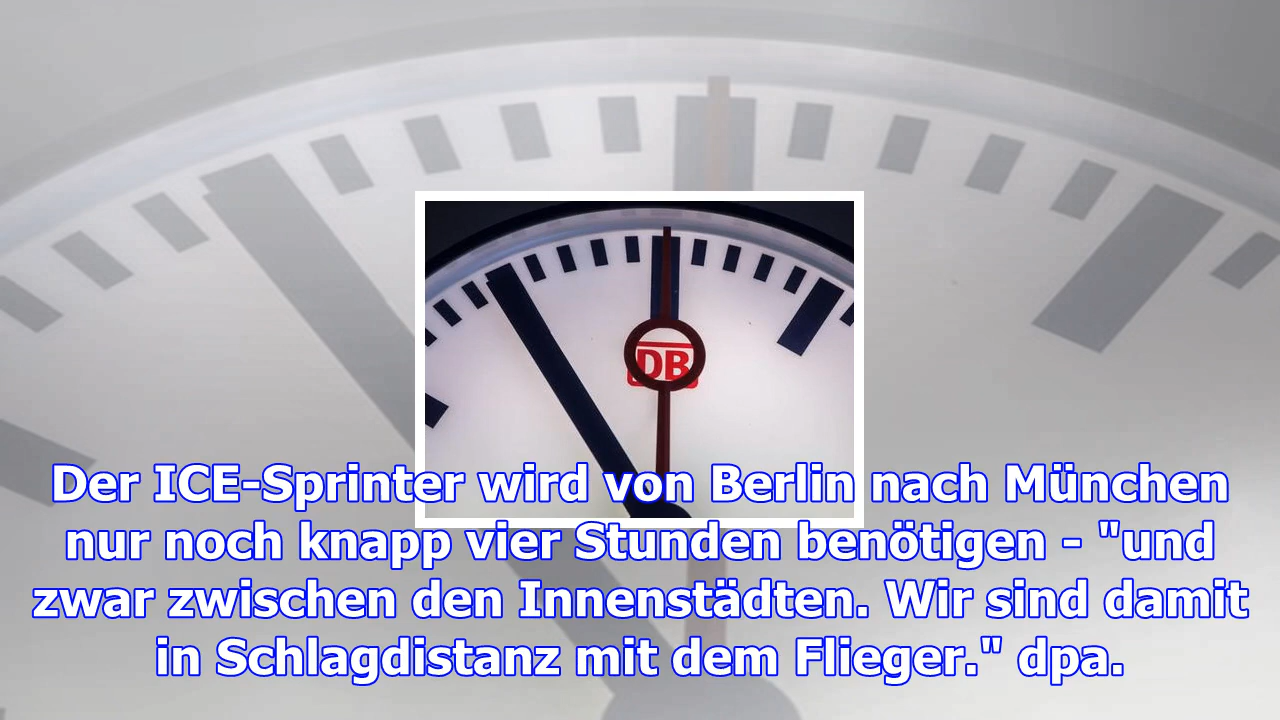 DB
Der ICE-Sprinter wird von Berlin nach München
nur noch knapp vier Stunden benötigen - "und
zwar zwischen den Innenstädten. Wir sind damit
in Schlagdistanz mit dem Flieger." dpa.